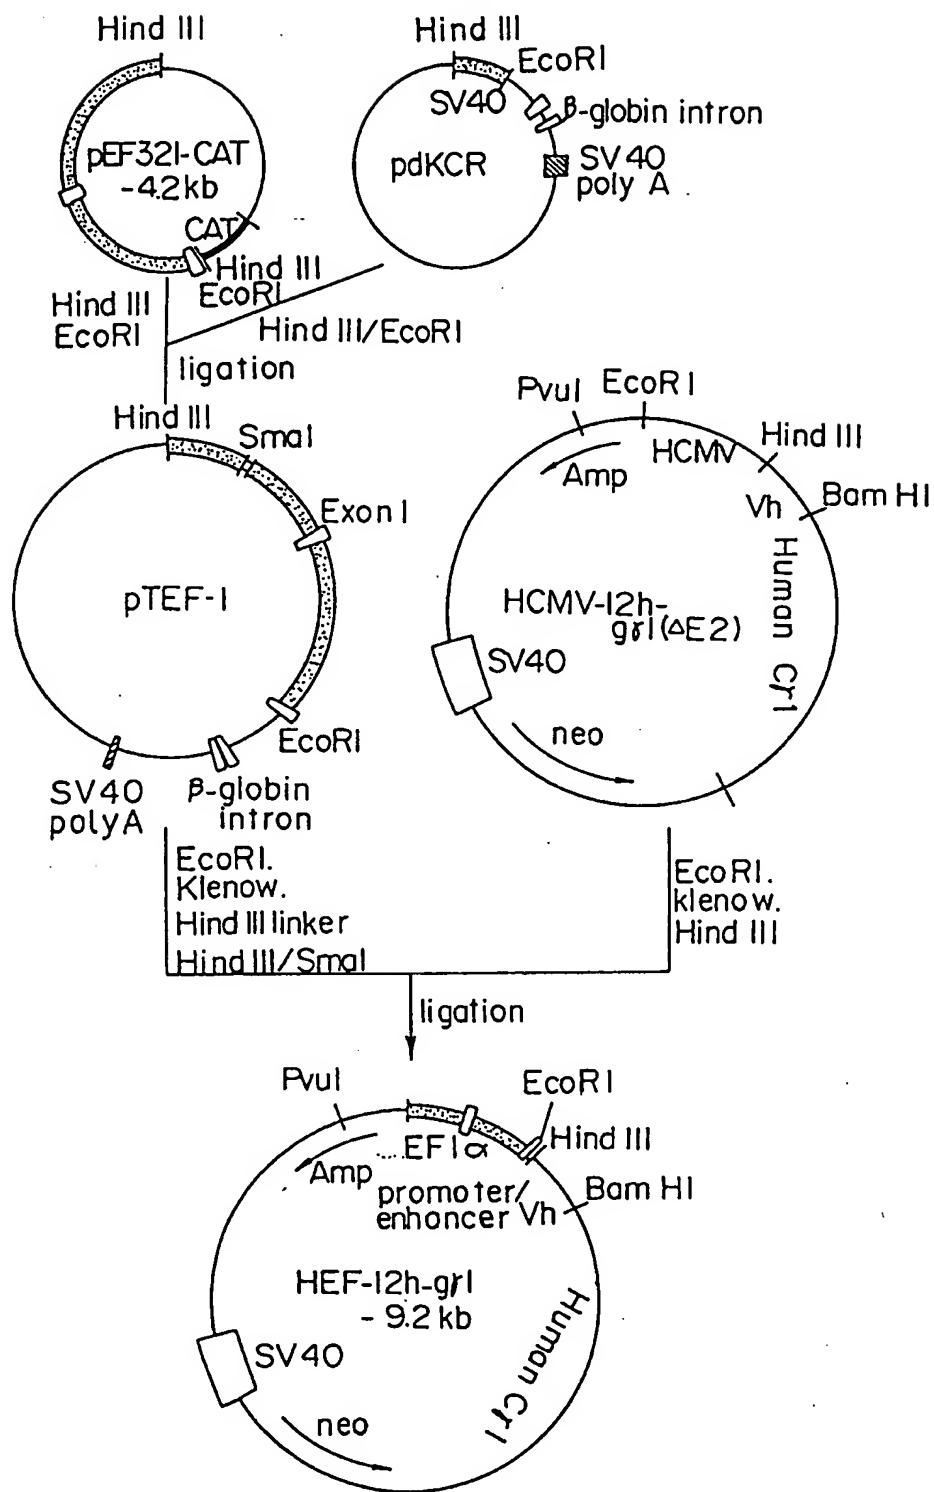 Hind III
pEF321-CAT
-4.2kb
CAT
Hind III
EcoRI
Hind III
EcoRI
SV40
β-globin intron
pdKCR
SV40
poly A
Hind III
EcoRI
Hind III/EcoRI
ligation
Hind III
SmaI
Exon I
pTEF-1
EcoRI
SV40
polyA
β-globin
intron
PvuI
EcoRI
HCMV
Hind III
Amp
Vh
Bam HI
HCMV-12h-
gγ1(ΔE2)
Human Cγ1
SV40
neo
EcoRI.
Klenow.
Hind III linker
Hind III/SmaI
EcoRI.
klenow.
Hind III
ligation
PvuI
EcoRI
Hind III
Amp
EF1α
promoter/
enhoncer
Vh
Bam HI
HEF-12h-gγ1
- 9.2 kb
Human Cγ1
SV40
neo